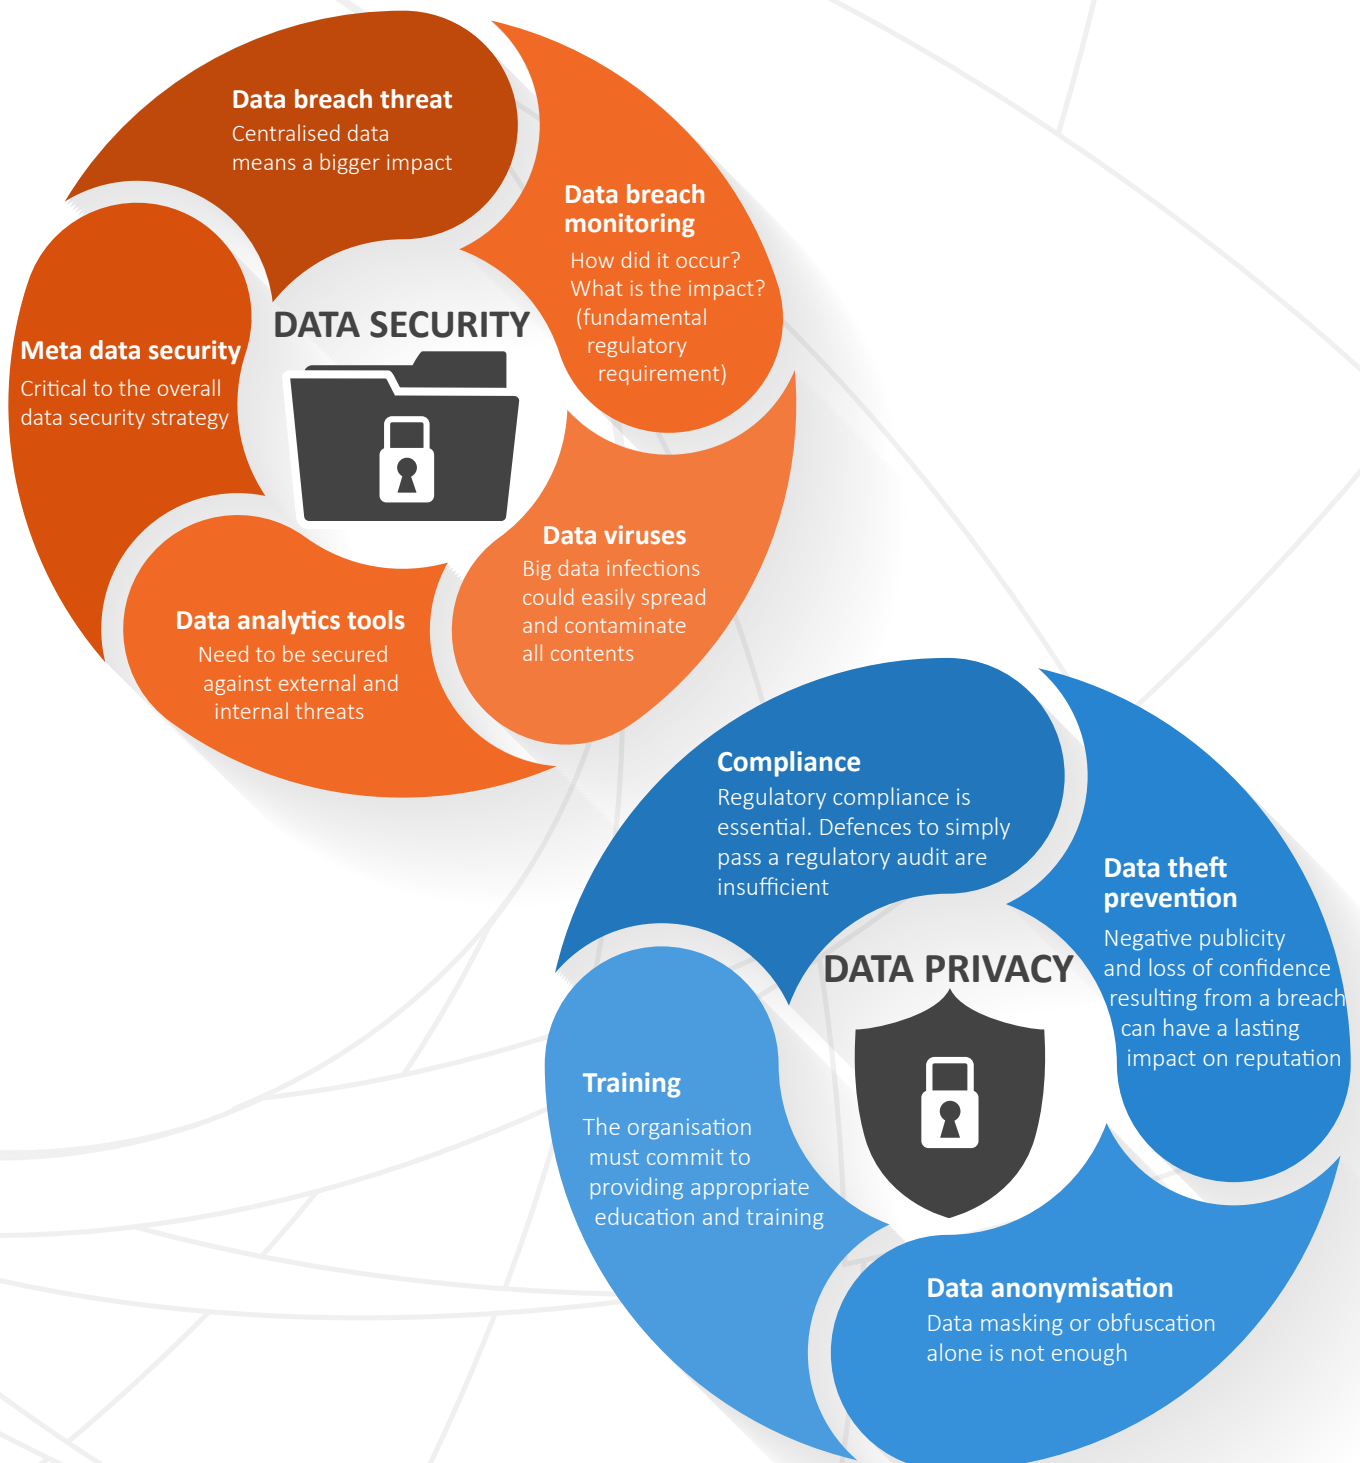 Data breach threat
Centralised data
means a bigger impact
Data breach
monitoring
How did it occur?
What is the impact?
(fundamental
regulatory
requirement)
DATA SECURITY
Meta data security
Critical to the overall
data security strategy
Data viruses
Big data infections
could easily spread
and contaminate
all contents
Data analytics tools
Need to be secured
against external and
internal threats
Compliance
Regulatory compliance is
essential. Defences to simply
pass a regulatory audit are
insufficient
Data theft
prevention
Negative publicity
and loss of confidence
resulting from a breach
can have a lasting
impact on reputation
DATA PRIVACY
Training
The organisation
must commit to
providing appropriate
education and training
Data anonymisation
Data masking or obfuscation
alone is not enough